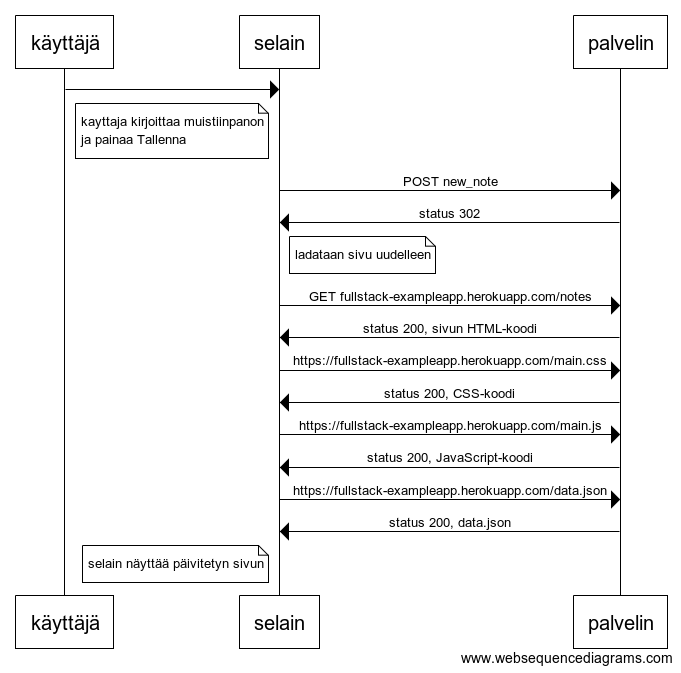 käyttäjä
selain
palvelin
kayttaja kirjoittaa muistiinpanon
ja painaa Tallenna
POST new_note
status 302
ladataan sivu uudelleen
GET fullstack-exampleapp.herokuapp.com/notes
status 200, sivun HTML-koodi
https://fullstack-exampleapp.herokuapp.com/main.css
status 200, CSS-koodi
https://fullstack-exampleapp.herokuapp.com/main.js
status 200, JavaScript-koodi
https://fullstack-exampleapp.herokuapp.com/data.json
status 200, data.json
selain näyttää päivitetyn sivun
käyttäjä
selain
palvelin
www.websequencediagrams.com